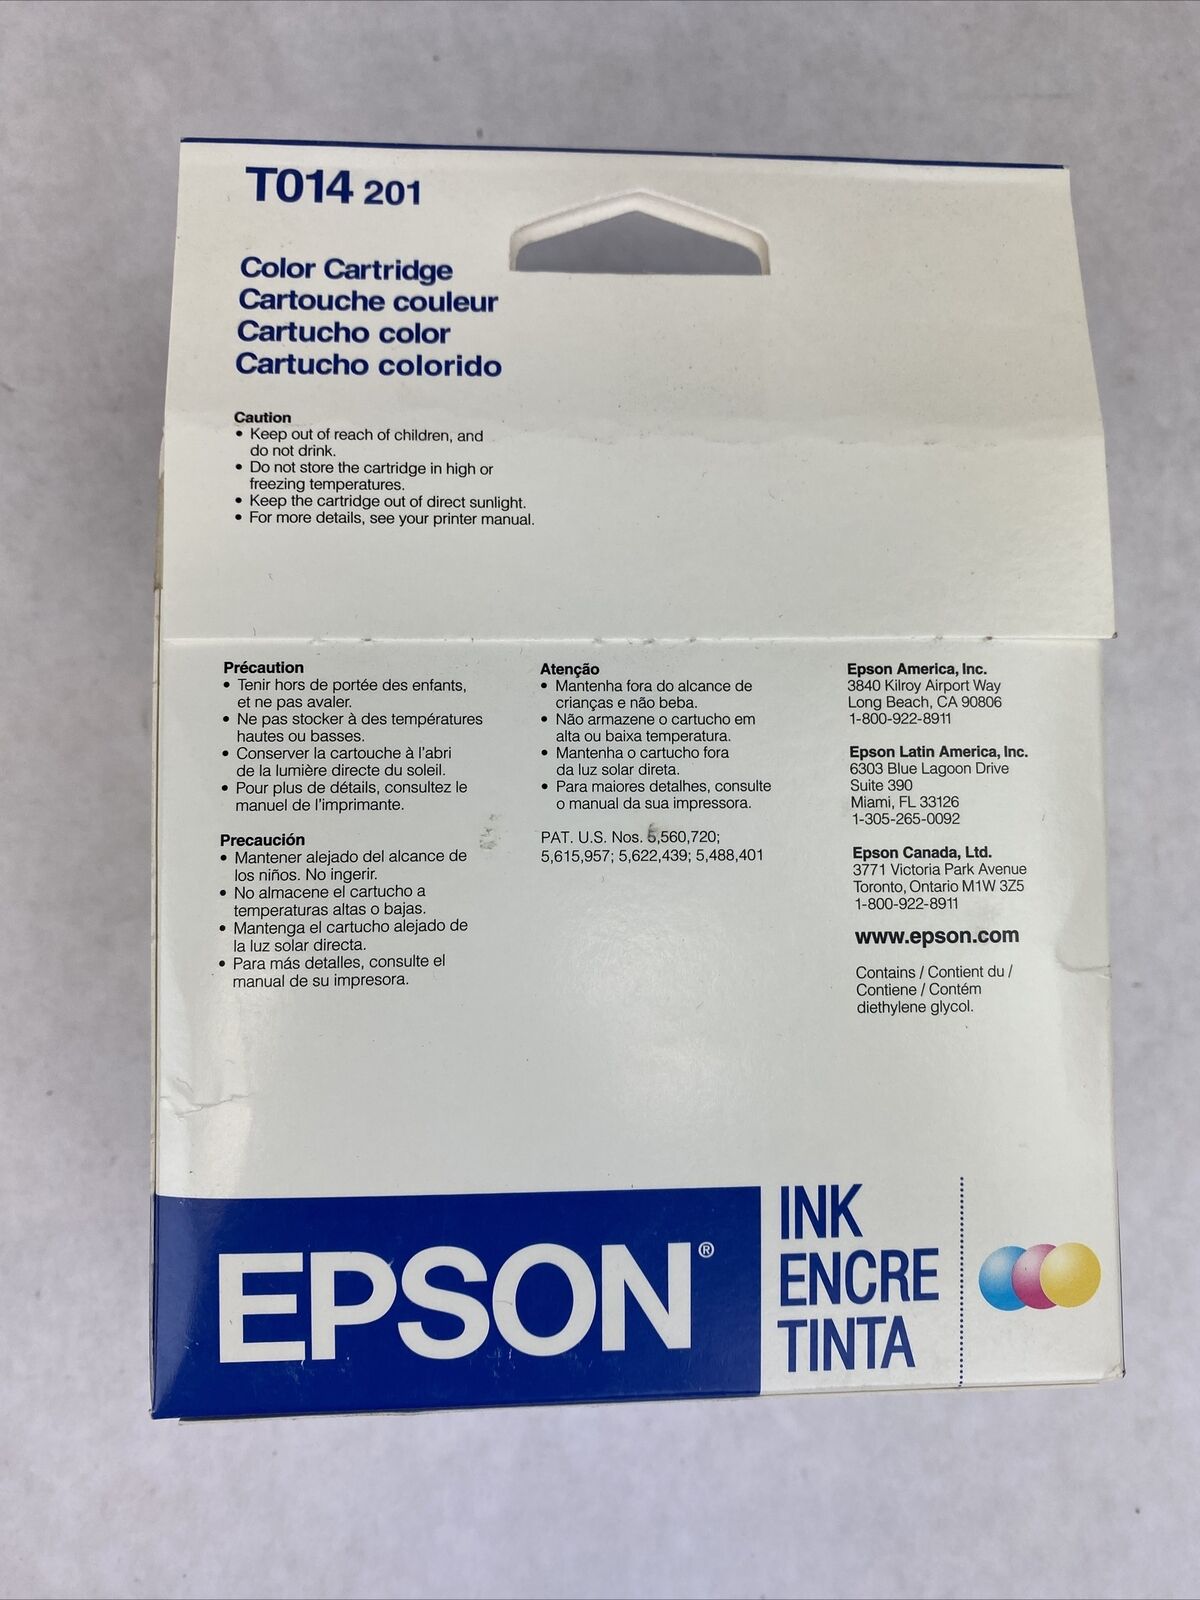 T014 201
Color Cartridge
Cartouche couleur
Cartucho color
Cartucho colorido
Caution
• Keep out of reach of children, and
do not drink.
• Do not store the cartridge in high or
freezing temperatures.
• Keep the cartridge out of direct sunlight.
• For more details, see your printer manual.
Précaution
• Tenir hors de portée des enfants,
et ne pas avaler.
• Ne pas stocker à des températures
hautes ou basses.
• Conserver la cartouche à l'abri
de la lumière directe du soleil.
• Pour plus de détails, consultez le
manuel de l'imprimante.
Precaución
• Mantener alejado del alcance de
los niños. No ingerir.
• No almacene el cartucho a
temperaturas altas o bajas.
• Mantenga el cartucho alejado de
la luz solar directa.
• Para más detalles, consulte el
manual de su impresora.
Atenção
• Mantenha fora do alcance de
crianças e não beba.
• Não armazene o cartucho em
alta ou baixa temperatura.
• Mantenha o cartucho fora
da luz solar direta.
• Para maiores detalhes, consulte
o manual da sua impressora.
PAT. U.S. Nos. 5,560,720;
5,615,957; 5,622,439; 5,488,401
Epson America, Inc.
3840 Kilroy Airport Way
Long Beach, CA 90806
1-800-922-8911
Epson Latin America, Inc.
6303 Blue Lagoon Drive
Suite 390
Miami, FL 33126
1-305-265-0092
Epson Canada, Ltd.
3771 Victoria Park Avenue
Toronto, Ontario M1W 3Z5
1-800-922-8911
www.epson.com
Contains / Contient du /
Contiene / Contém
diethylene glycol.
EPSON®
INK
ENCRE
TINTA